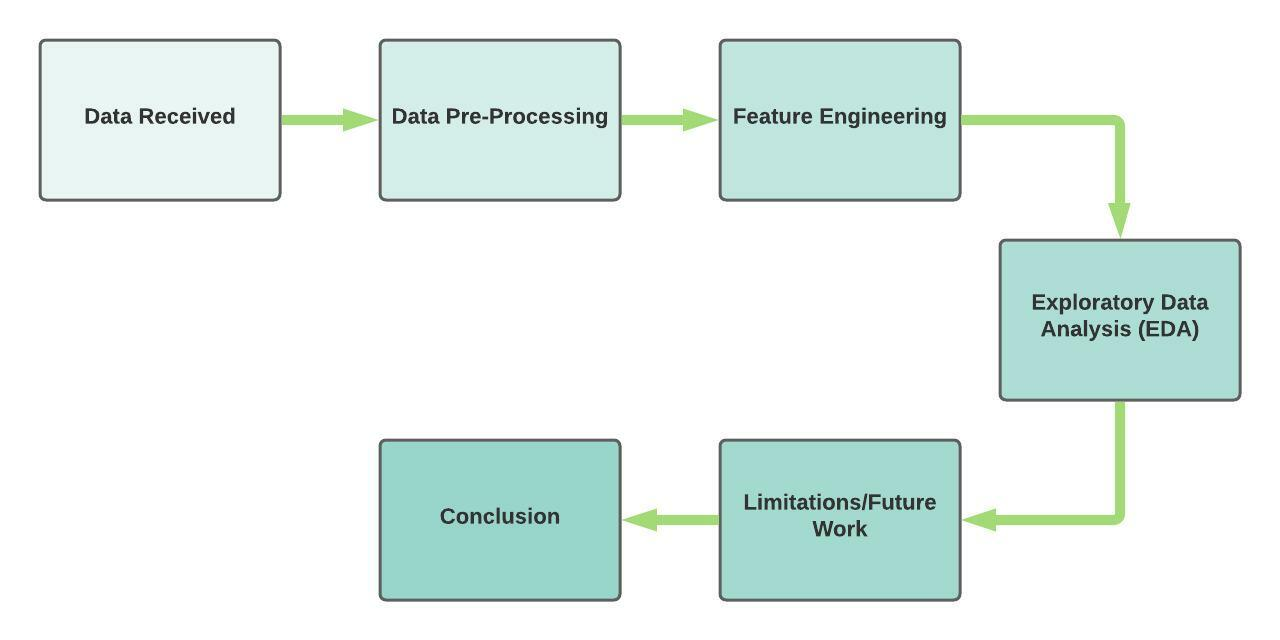 Data Received
Data Pre-Processing
Feature Engineering
Exploratory Data
Analysis (EDA)
Limitations/Future
Work
Conclusion